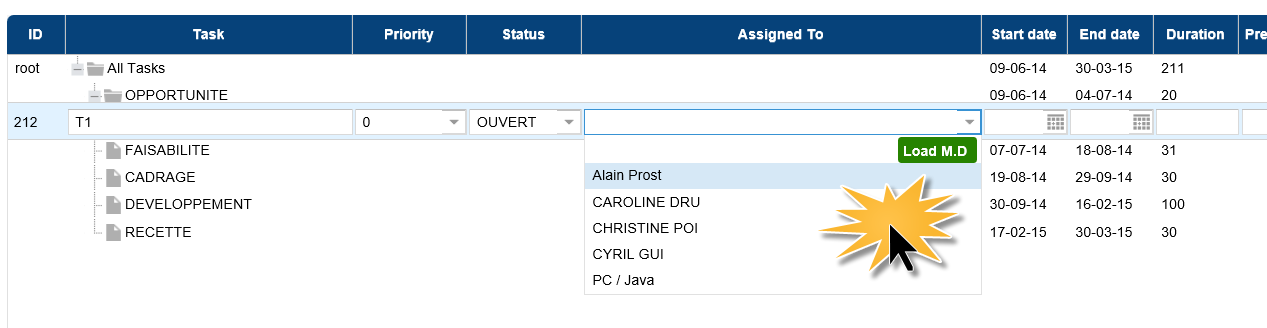 ID Task Priority Status Assigned To Start date End date Duration Pre
root All Tasks 09-06-14 30-03-15 211
OPPORTUNITE 09-06-14 04-07-14 20
212 T1 0 OUVERT
FAISABILITE Load M.D 07-07-14 18-08-14 31
CADRAGE Alain Prost 19-08-14 29-09-14 30
DEVELOPPEMENT CAROLINE DRU 30-09-14 16-02-15 100
RECETTE CHRISTINE POI 17-02-15 30-03-15 30
CYRIL GUI
PC / Java